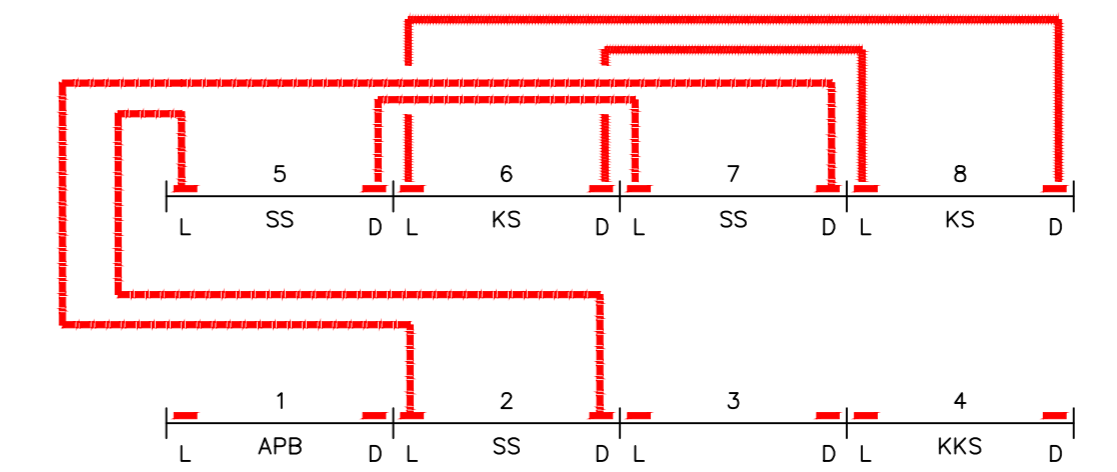 5 6 7 8
L SS D L KS D L SS D L KS D
1 2 3 4
L APB D L SS D L D L KKS D